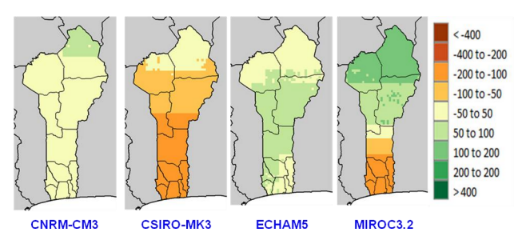 < -400
-400 to -200
-200 to -100
-100 to -50
-50 to 50
50 to 100
100 to 200
200 to 200
> 400
CNRM-CM3 CSIRO-MK3 ECHAM5 MIROC3.2